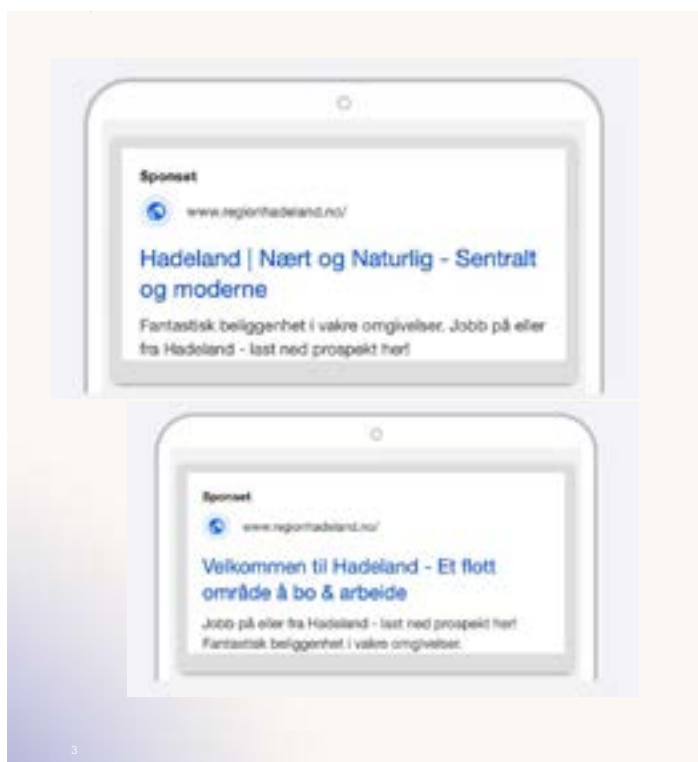 Sponset
www.regionhadeland.no/
Hadeland | Nært og Naturlig - Sentralt
og moderne
Fantastisk beliggenhet i vakre omgivelser. Jobb på eller
fra Hadeland - last ned prospekt her!
Sponset
www.regionhadeland.no/
Velkommen til Hadeland - Et flott
område å bo & arbeide
Jobb på eller fra Hadeland - last ned prospekt her!
Fantastisk beliggenhet i vakre omgivelser.
3